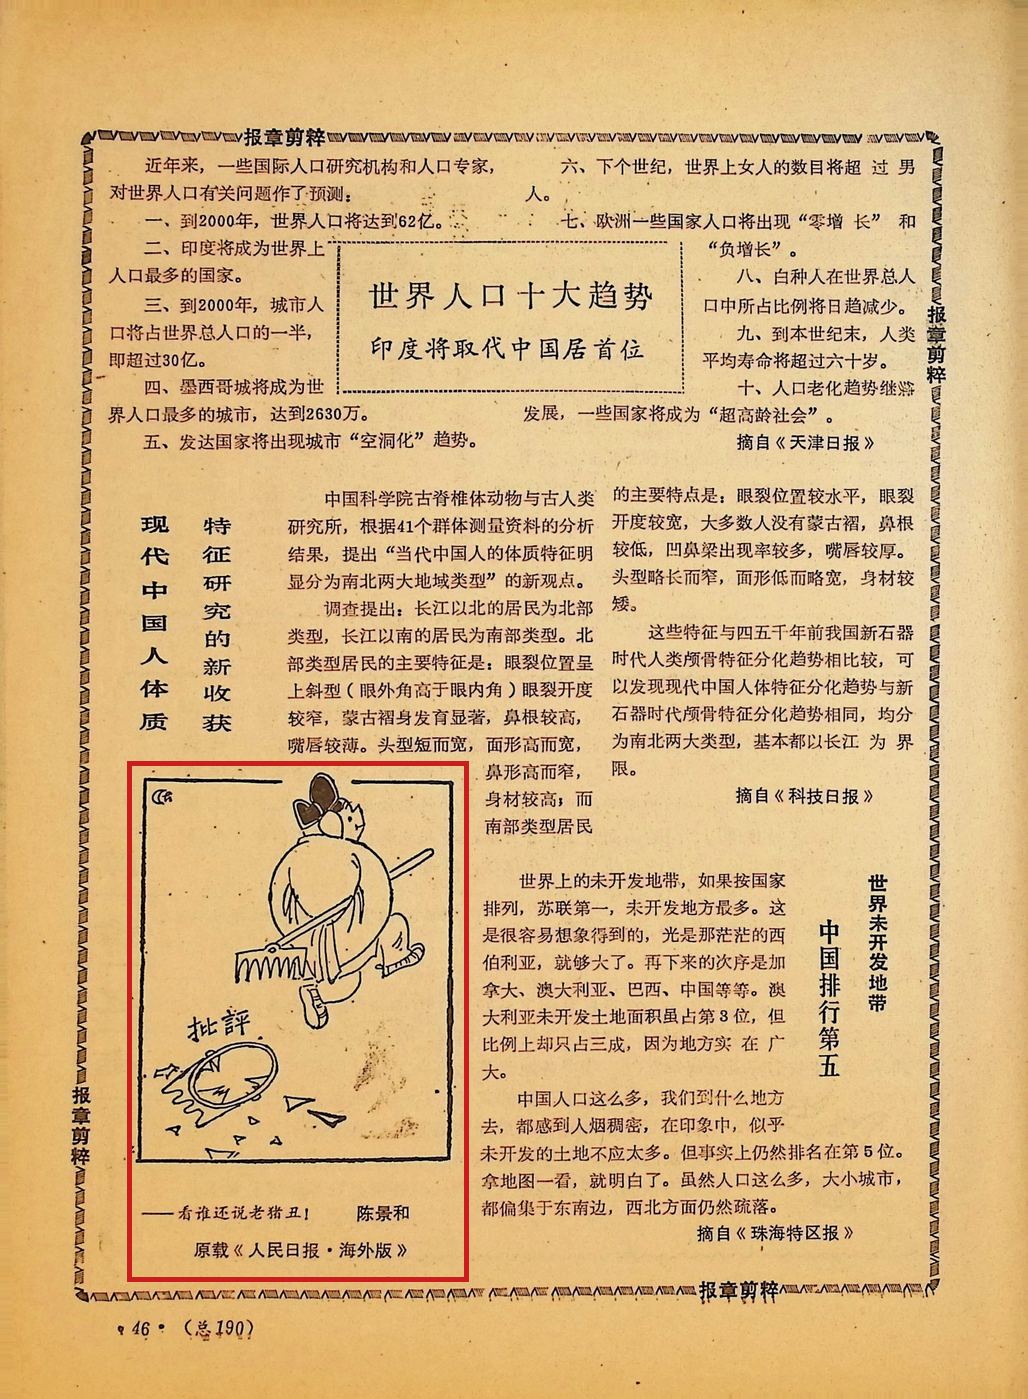 报章剪粹
近年来，一些国际人口研究机构和人口专家，
对世界人口有关问题作了预测：
一、到2000年，世界人口将达到62亿。
二、印度将成为世界上
人口最多的国家。
三、到2000年，城市人
口将占世界总人口的一半，
即超过30亿。
四、墨西哥城将成为世
界人口最多的城市，达到2630万。
五、发达国家将出现城市“空洞化”趋势。
世界人口十大趋势
印度将取代中国居首位
六、下个世纪，世界上女人的数目将超过男
人。
七、欧洲一些国家人口将出现“零增长”和
“负增长”。
八、白种人在世界总人
口中所占比例将日趋减少。
九、到本世纪末，人类
平均寿命将超过六十岁。
十、人口老化趋势继续
发展，一些国家将成为“超高龄社会”。
摘自《天津日报》
报章剪粹
现代中国人体质
特征研究的新收获
中国科学院古脊椎体动物与古人类
研究所，根据41个群体测量资料的分析
结果，提出“当代中国人的体质特征明
显分为南北两大地域类型”的新观点。
调查提出：长江以北的居民为北部
类型，长江以南的居民为南部类型。北
部类型居民的主要特征是：眼裂位置呈
上斜型（眼外角高于眼内角）眼裂开度
较窄，蒙古褶身发育显著，鼻根较高，
嘴唇较薄。头型短而宽，面形高而宽，
鼻形高而窄，
身材较高；而
南部类型居民
的主要特点是：眼裂位置较水平，眼裂
开度较宽，大多数人没有蒙古褶，鼻根
较低，凹鼻梁出现率较多，嘴唇较厚。
头型略长而窄，面形低而略宽，身材较
矮。
这些特征与四五千年前我国新石器
时代人类颅骨特征分化趋势相比较，可
以发现现代中国人体特征分化趋势与新
石器时代颅骨特征分化趋势相同，均分
为南北两大类型，基本都以长江为界
限。
摘自《科技日报》
批評
——看谁还说老猪丑！ 陈景和
原载《人民日报·海外版》
世界未开发地带
中国排行第五
世界上的未开发地带，如果按国家
排列，苏联第一，未开发地方最多。这
是很容易想象得到的，光是那茫茫的西
伯利亚，就够大了。再下来的次序是加
拿大、澳大利亚、巴西、中国等等。澳
大利亚未开发土地面积虽占第3位，但
比例上却只占三成，因为地方实在广
大。
中国人口这么多，我们到什么地方
去，都感到人烟稠密，在印象中，似乎
未开发的土地不应太多。但事实上仍然排名在第5位。
拿地图一看，就明白了。虽然人口这么多，大小城市，
都偏集于东南边，西北方面仍然疏落。
摘自《珠海特区报》
报章剪粹
报章剪粹
·46·（总190）